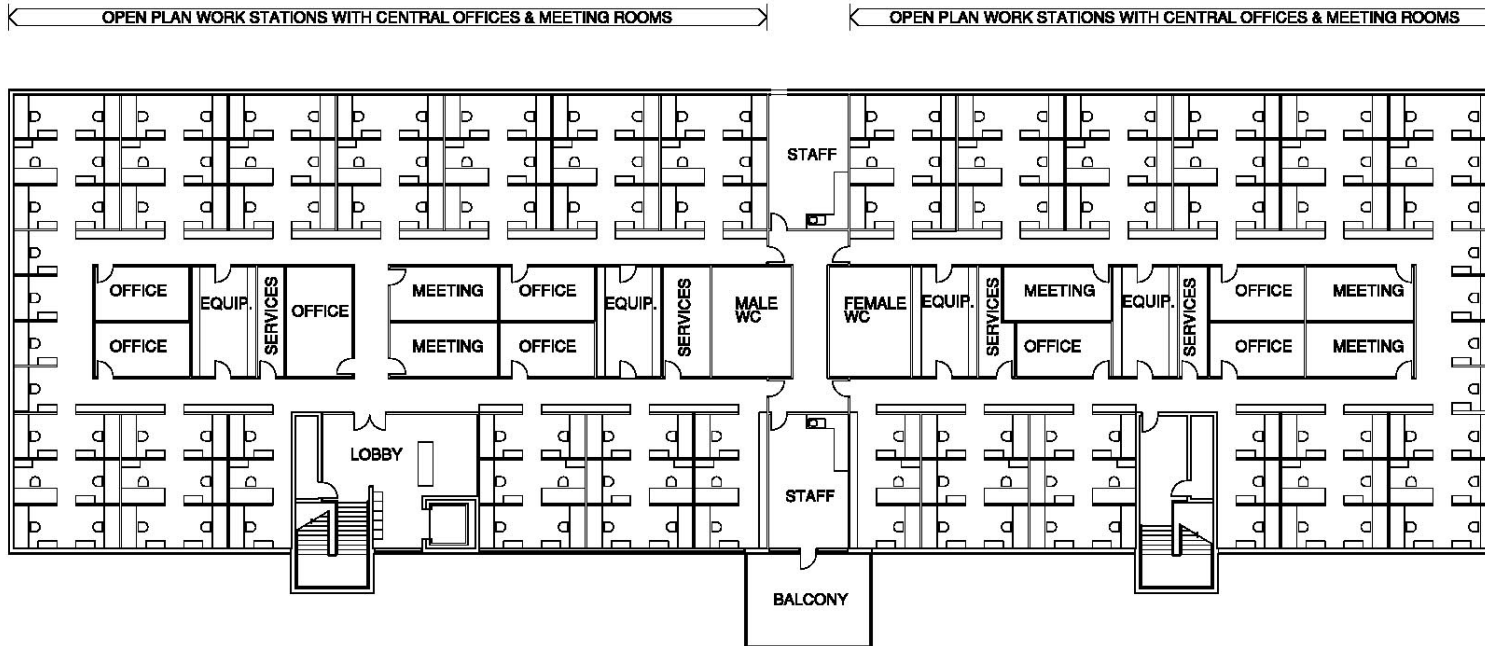 OPEN PLAN WORK STATIONS WITH CENTRAL OFFICES & MEETING ROOMS
OPEN PLAN WORK STATIONS WITH CENTRAL OFFICES & MEETING ROOMS
STAFF
OFFICE
EQUIP.
SERVICES
OFFICE
MEETING
OFFICE
EQUIP.
SERVICES
MALE
WC
FEMALE
WC
EQUIP.
SERVICES
MEETING
EQUIP.
SERVICES
OFFICE
MEETING
OFFICE
MEETING
OFFICE
OFFICE
OFFICE
MEETING
LOBBY
STAFF
BALCONY